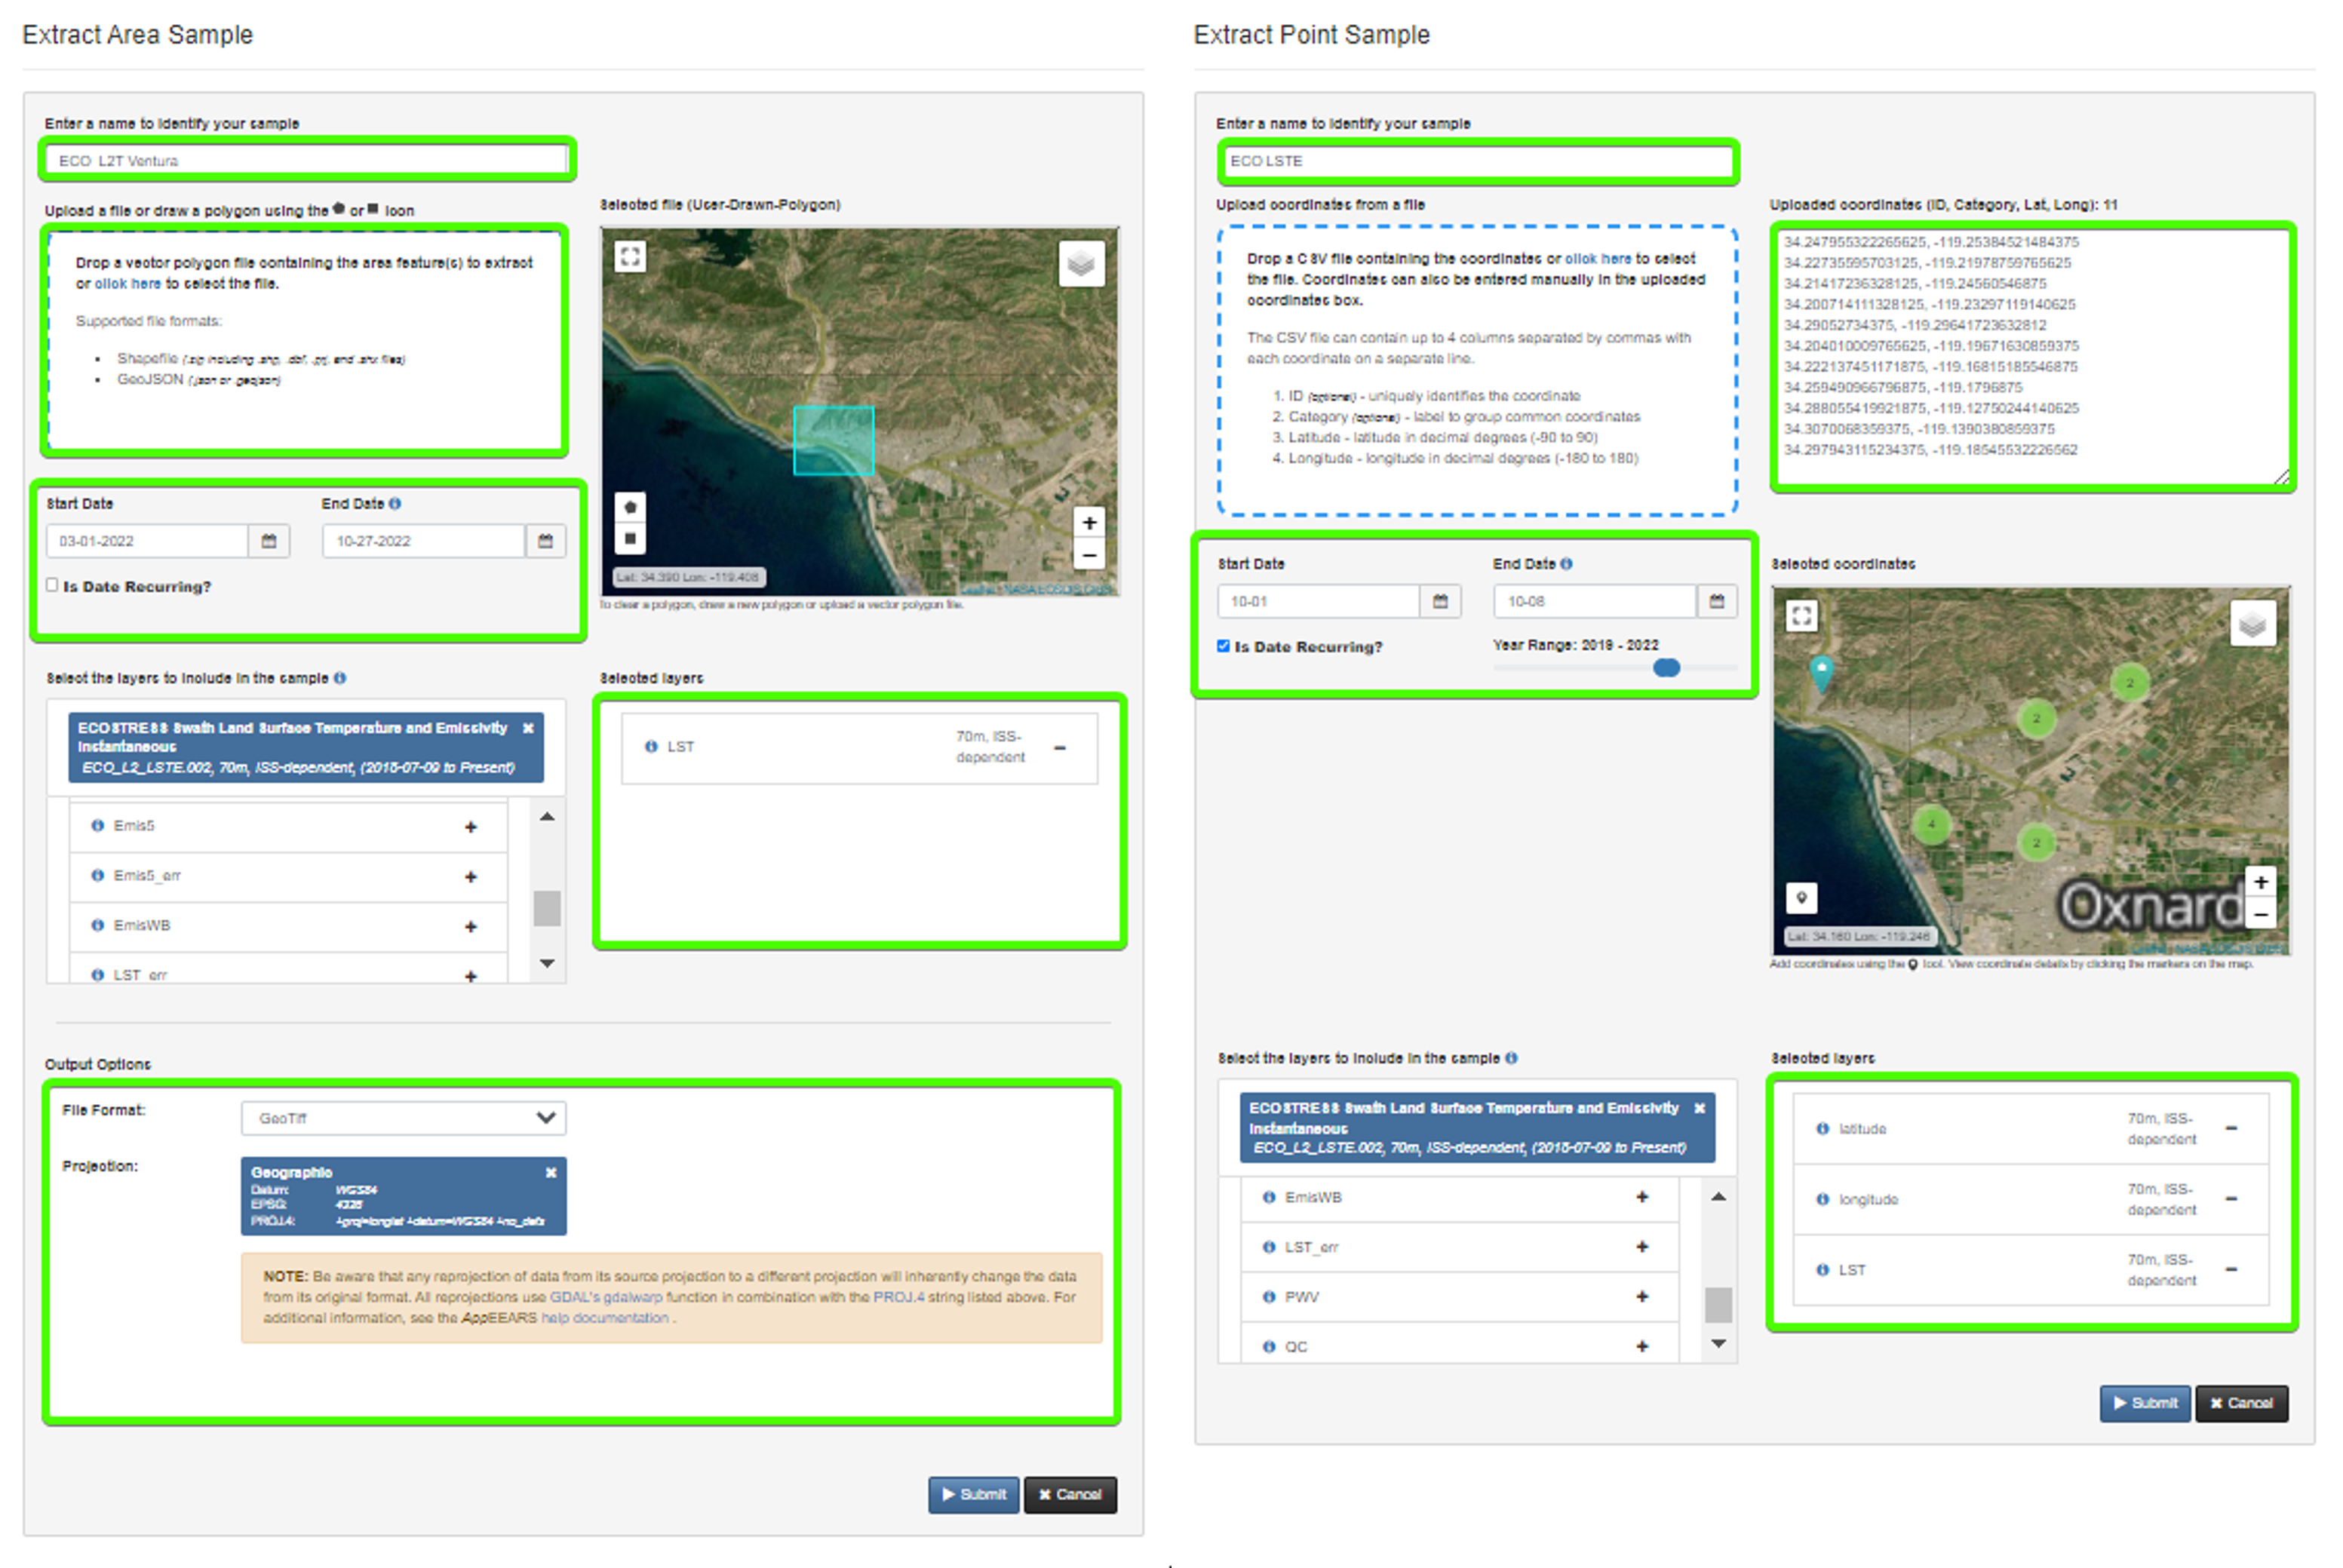 Extract Area Sample
Enter a name to identify your sample
ECO L2T Ventura
Upload a file or draw a polygon using the or icon
Drop a vector polygon file containing the area feature(s) to extract
or click here to select the file.
Supported file formats:
Shapefile (.zip including .shp, .dbf, .prj, and .shx files)
GeoJSON (.json or .geojson)
Selected file (User-Drawn-Polygon)
+
−
Lat: 34.390 Lon: -119.408
Leaflet | NASA EOSDIS GIBS
To clear a polygon, draw a new polygon or upload a vector polygon file.
Start Date
End Date
03-01-2022
10-27-2022
Is Date Recurring?
Select the layers to include in the sample
ECOSTRESS Swath Land Surface Temperature and Emissivity
Instantaneous
ECO_L2_LSTE.002, 70m, ISS-dependent, (2018-07-09 to Present)
Emis5
Emis5_err
EmisWB
LST_err
Selected layers
LST
70m, ISS-
dependent
Output Options
File Format:
GeoTiff
Projection:
Geographic
Datum: WGS84
EPSG: 4326
PROJ.4: +proj=longlat +datum=WGS84 +no_defs
NOTE: Be aware that any reprojection of data from its source projection to a different projection will inherently change the data
from its original format. All reprojections use GDAL's gdalwarp function in combination with the PROJ.4 string listed above. For
additional information, see the AppEEARS help documentation .
Submit
Cancel
Extract Point Sample
Enter a name to identify your sample
ECO LSTE
Upload coordinates from a file
Drop a CSV file containing the coordinates or click here to select
the file. Coordinates can also be entered manually in the uploaded
coordinates box.
The CSV file can contain up to 4 columns separated by commas with
each coordinate on a separate line.
1. ID (optional) - uniquely identifies the coordinate
2. Category (optional) - label to group common coordinates
3. Latitude - latitude in decimal degrees (-90 to 90)
4. Longitude - longitude in decimal degrees (-180 to 180)
Uploaded coordinates (ID, Category, Lat, Long): 11
34.247955322265625, -119.25384521484375
34.22735595703125, -119.21978759765625
34.21417236328125, -119.24560546875
34.200714111328125, -119.23297119140625
34.29052734375, -119.29641723632812
34.204010009765625, -119.19671630859375
34.222137451171875, -119.16815185546875
34.259490966796875, -119.1796875
34.288055419921875, -119.12750244140625
34.3070068359375, -119.1390380859375
34.297943115234375, -119.18545532226562
Start Date
End Date
10-01
10-08
Is Date Recurring?
Year Range: 2019 - 2022
Selected coordinates
2
2
4
2
Oxnard
+
−
Lat: 34.160 Lon: -119.246
Leaflet | NASA EOSDIS GIBS
Add coordinates using the tool. View coordinate details by clicking the markers on the map.
Select the layers to include in the sample
ECOSTRESS Swath Land Surface Temperature and Emissivity
Instantaneous
ECO_L2_LSTE.002, 70m, ISS-dependent, (2018-07-09 to Present)
EmisWB
LST_err
PWV
QC
Selected layers
latitude
70m, ISS-
dependent
longitude
70m, ISS-
dependent
LST
70m, ISS-
dependent
Submit
Cancel